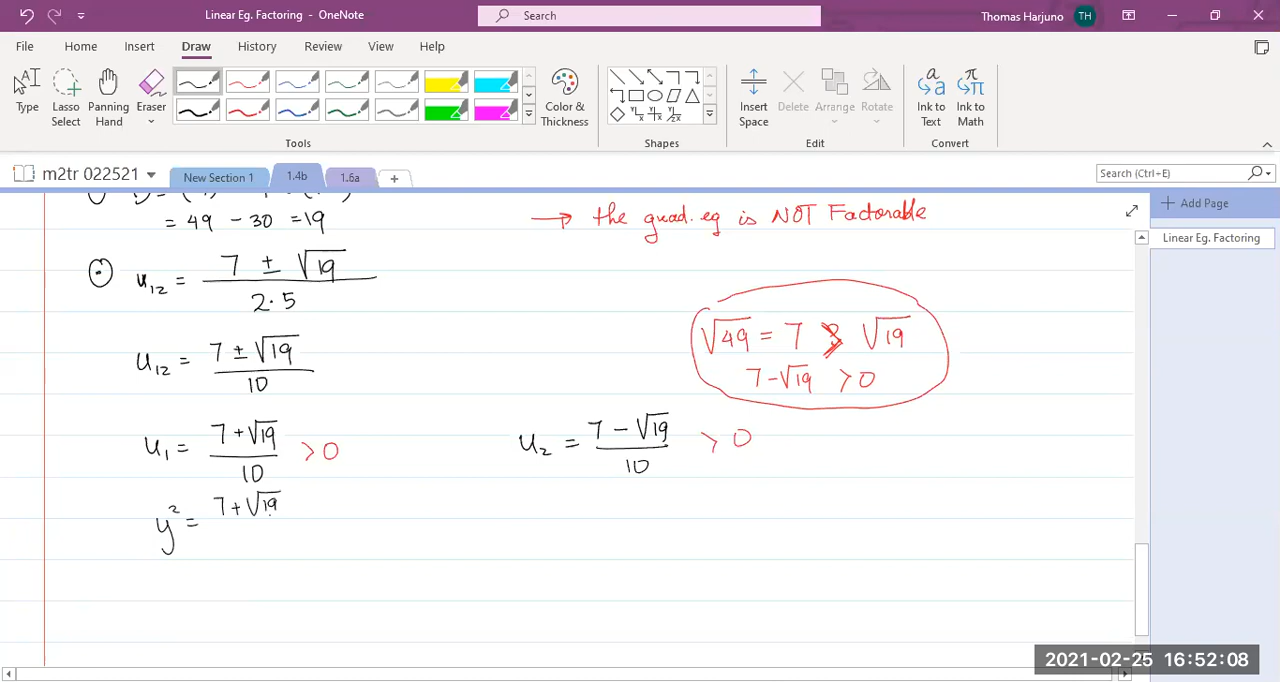 Linear Eg. Factoring - OneNote
Search
Thomas Harjuno TH
File Home Insert Draw History Review View Help
Type
Lasso Select
Panning Hand
Eraser
Color & Thickness
Insert Space
Delete
Arrange
Rotate
Ink to Text
Ink to Math
Tools
Shapes
Edit
Convert
m2tr 022521
New Section 1
1.4b
1.6a
Search (Ctrl+E)
Add Page
Linear Eg. Factoring
= 49 - 30 = 19
→ the quad. eq is NOT Factorable
u₁₂ = (7 ± √19) / (2 · 5)
√49 = 7 > √19
7 - √19 > 0
u₁₂ = (7 ± √19) / 10
u₁ = (7 + √19) / 10 > 0
u₂ = (7 - √19) / 10 > 0
y² = 7 + √19
2021-02-25 16:52:08